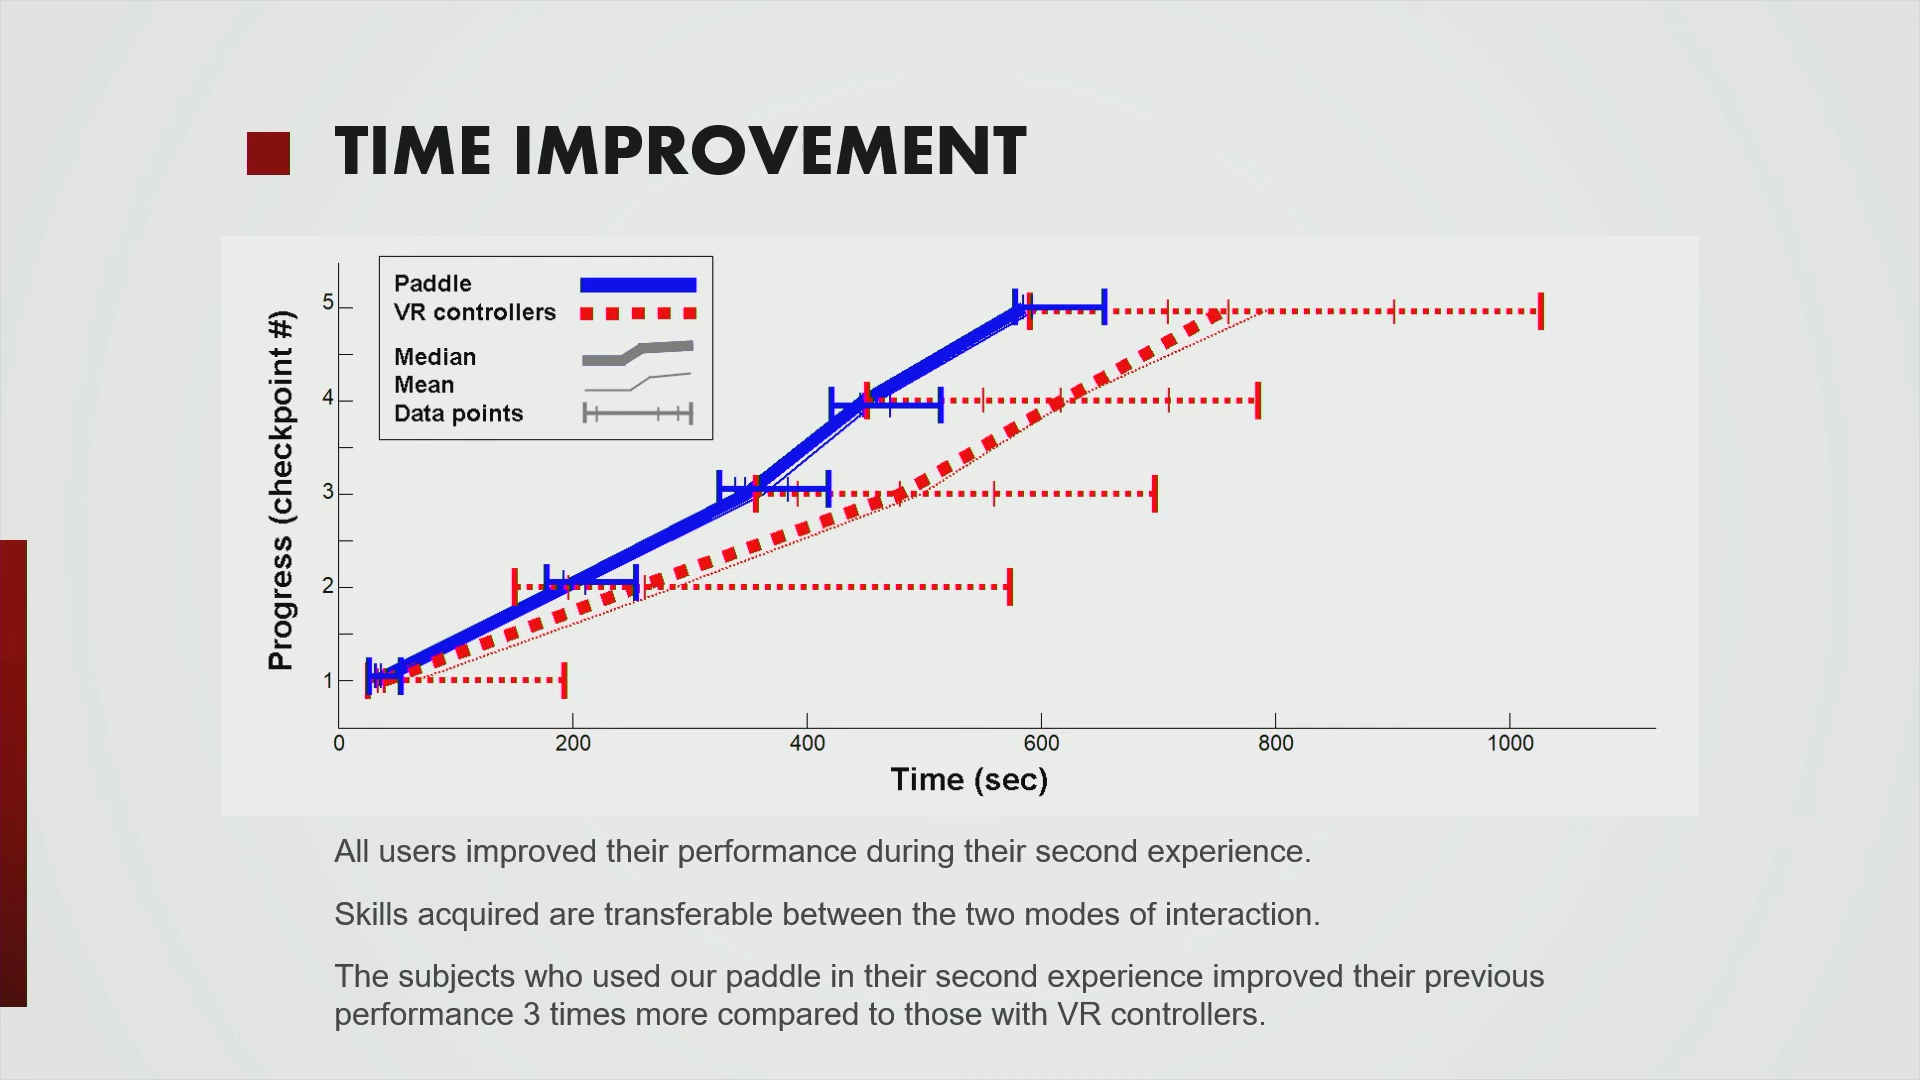 TIME IMPROVEMENT
Paddle
VR controllers
Median
Mean
Data points
Progress (checkpoint #)
5
4
3
2
1
0
200
400
600
800
1000
Time (sec)
All users improved their performance during their second experience.
Skills acquired are transferable between the two modes of interaction.
The subjects who used our paddle in their second experience improved their previous
performance 3 times more compared to those with VR controllers.